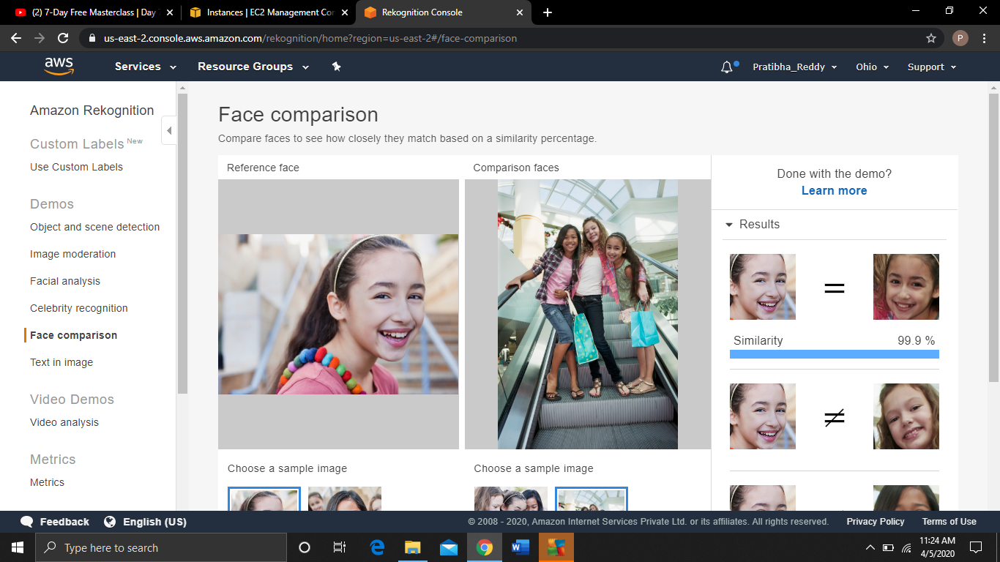 (2) 7-Day Free Masterclass | Day
Instances | EC2 Management Con
Rekognition Console
us-east-2.console.aws.amazon.com/rekognition/home?region=us-east-2#/face-comparison
P
aws
Services
Resource Groups
Pratibha_Reddy
Ohio
Support
Amazon Rekognition
Custom Labels New
Use Custom Labels
Demos
Object and scene detection
Image moderation
Facial analysis
Celebrity recognition
Face comparison
Text in image
Video Demos
Video analysis
Metrics
Metrics
Face comparison
Compare faces to see how closely they match based on a similarity percentage.
Reference face
Comparison faces
Choose a sample image
Choose a sample image
Done with the demo?
Learn more
Results
=
Similarity 99.9 %
≠
Feedback
English (US)
© 2008 - 2020, Amazon Internet Services Private Ltd. or its affiliates. All rights reserved.
Privacy Policy
Terms of Use
Type here to search
11:24 AM
4/5/2020